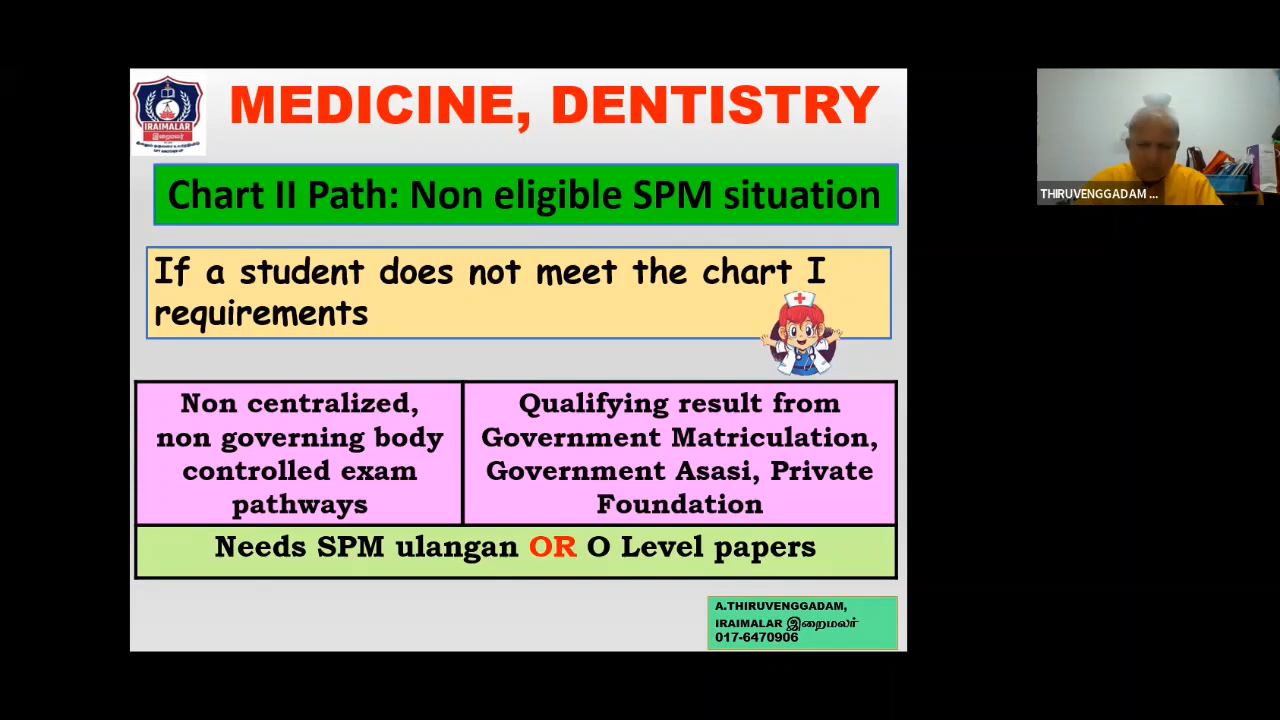 MEDICINE, DENTISTRY
IRAIMALAR
இறைமலர்
Chart II Path: Non eligible SPM situation
If a student does not meet the chart I
requirements
Non centralized,
non governing body
controlled exam
pathways
Qualifying result from
Government Matriculation,
Government Asasi, Private
Foundation
Needs SPM ulangan OR O Level papers
A.THIRUVENGGADAM,
IRAIMALAR இறைமலர்
017-6470906
THIRUVENGGADAM ...